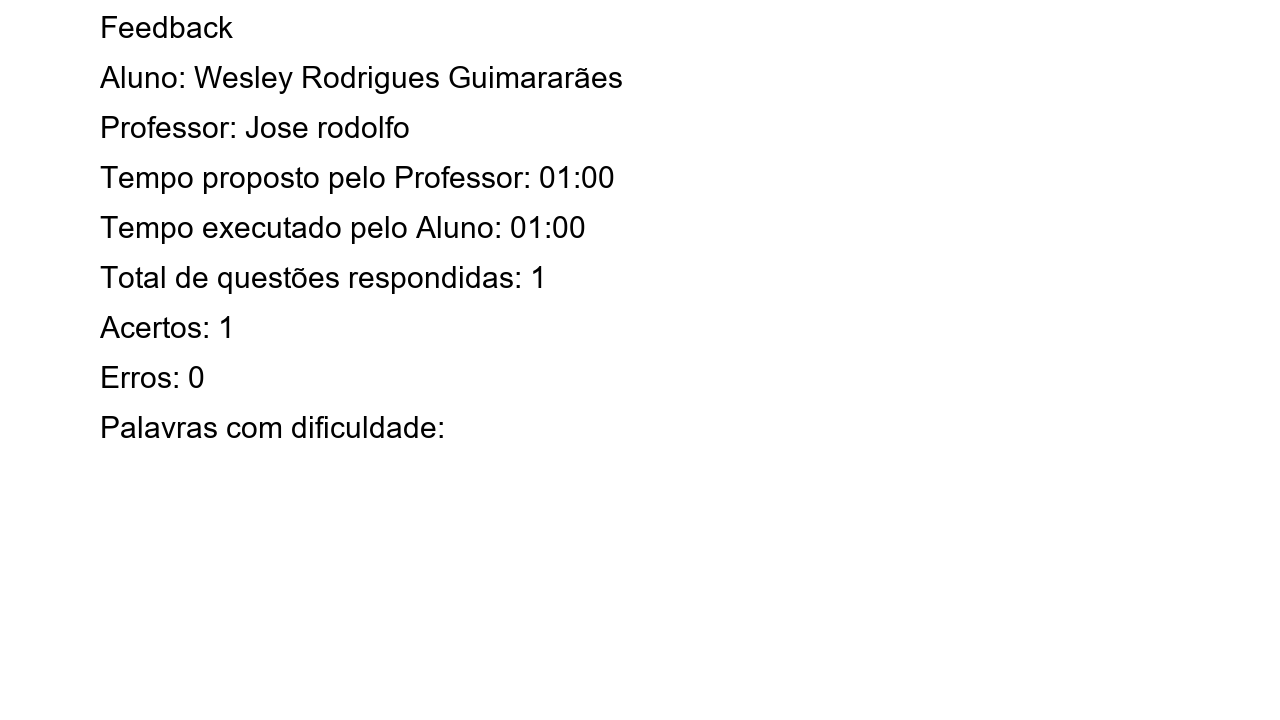 Feedback
Aluno: Wesley Rodrigues Guimararães
Professor: Jose rodolfo
Tempo proposto pelo Professor: 01:00
Tempo executado pelo Aluno: 01:00
Total de questões respondidas: 1
Acertos: 1
Erros: 0
Palavras com dificuldade: